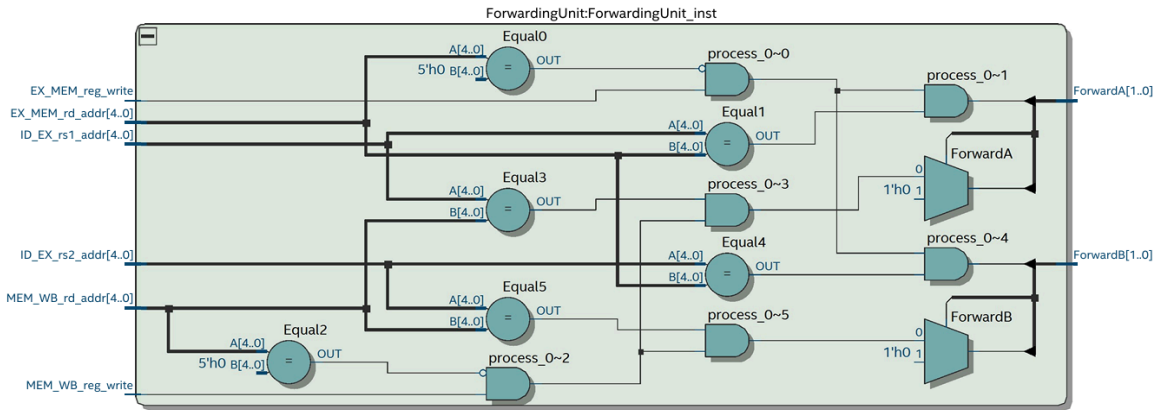 ForwardingUnit:ForwardingUnit_inst
Equal0
A[4..0]
5'h0 B[4..0]
=
OUT
process_0~0
process_0~1
EX_MEM_reg_write
ForwardA[1..0]
EX_MEM_rd_addr[4..0]
ID_EX_rs1_addr[4..0]
Equal1
A[4..0]
B[4..0]
=
OUT
ForwardA
0
1'h0 1
Equal3
A[4..0]
B[4..0]
=
OUT
process_0~3
process_0~4
ID_EX_rs2_addr[4..0]
Equal4
A[4..0]
B[4..0]
=
OUT
ForwardB[1..0]
MEM_WB_rd_addr[4..0]
Equal5
A[4..0]
B[4..0]
=
OUT
process_0~5
ForwardB
0
1'h0 1
Equal2
A[4..0]
5'h0 B[4..0]
=
OUT
process_0~2
MEM_WB_reg_write